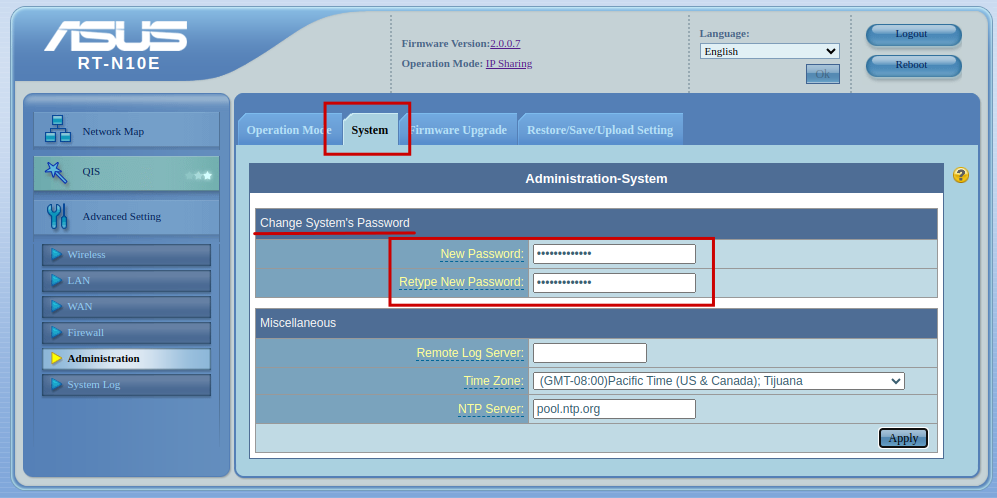 ASUS
RT-N10E
Firmware Version:2.0.0.7
Operation Mode: IP Sharing
Language:
English
Ok
Logout
Reboot
Network Map
QIS
Advanced Setting
Wireless
LAN
WAN
Firewall
Administration
System Log
Operation Mode System Firmware Upgrade Restore/Save/Upload Setting
Administration-System
?
Change System's Password
New Password: •••••••••••••
Retype New Password: •••••••••••••
Miscellaneous
Remote Log Server:
Time Zone: (GMT-08:00)Pacific Time (US & Canada); Tijuana
NTP Server: pool.ntp.org
Apply